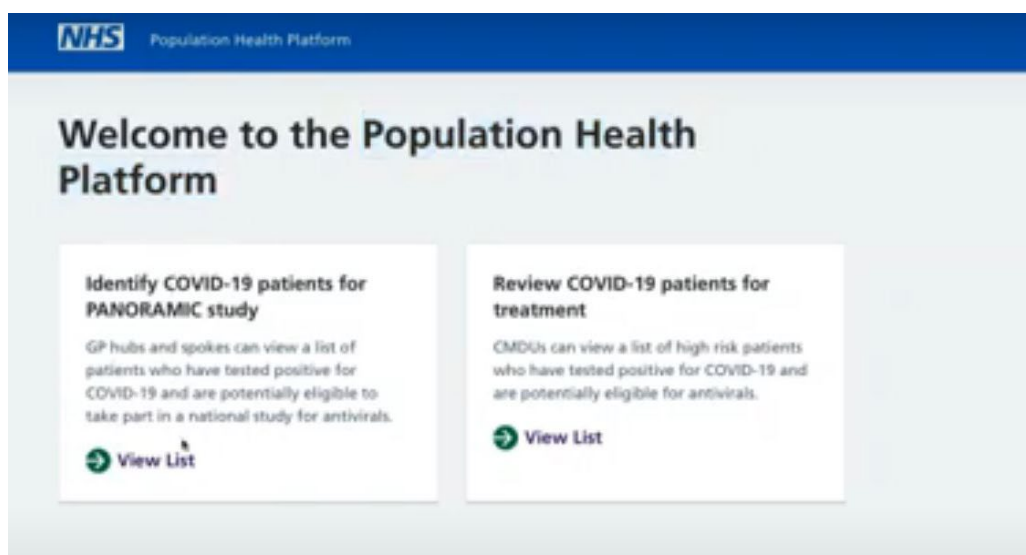 NHS Population Health Platform
Welcome to the Population Health
Platform
Identify COVID-19 patients for
PANORAMIC study
GP hubs and spokes can view a list of
patients who have tested positive for
COVID-19 and are potentially eligible to
take part in a national study for antivirals.
View List
Review COVID-19 patients for
treatment
CMDUs can view a list of high risk patients
who have tested positive for COVID-19 and
are potentially eligible for antivirals.
View List